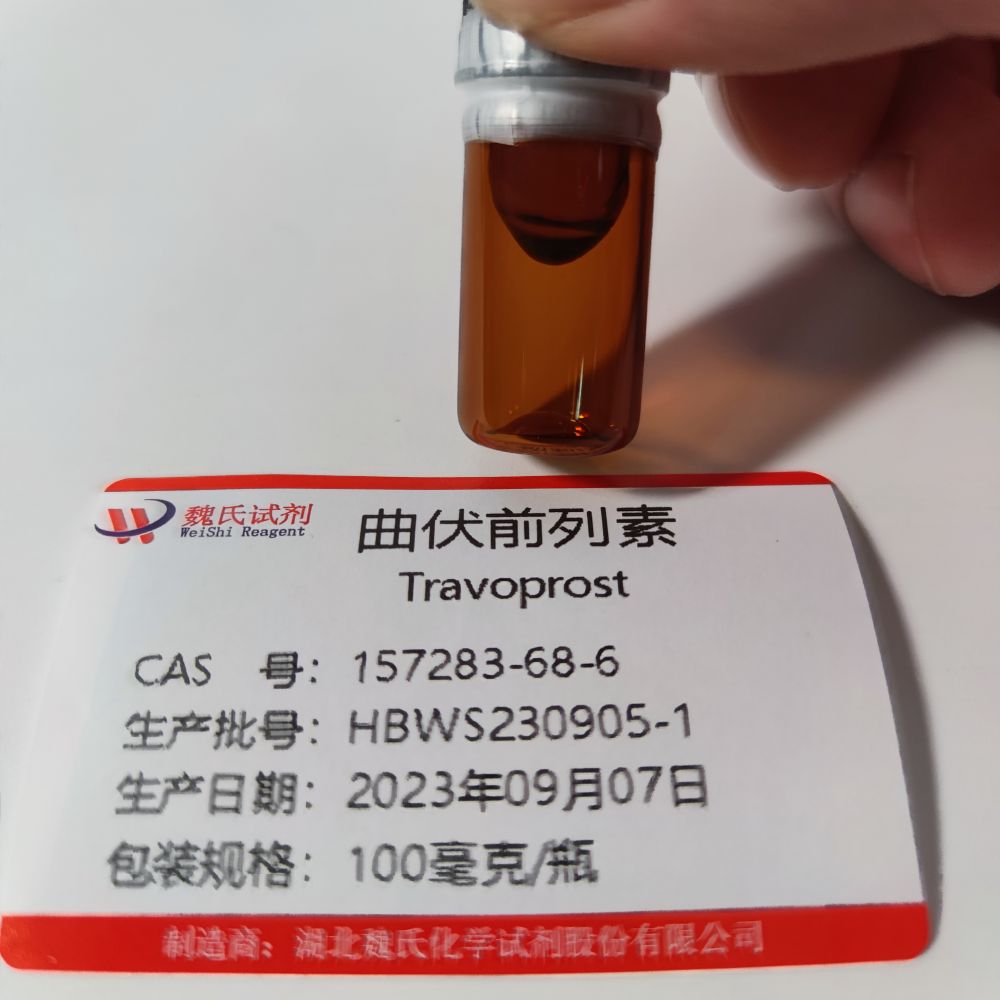 魏氏试剂
WeiShi Reagent
曲伏前列素
Travoprost
CAS 号：157283-68-6
生产批号：HBWS230905-1
生产日期：2023年09月07日
包装规格：100毫克/瓶
制造商：湖北魏氏化学试剂股份有限公司